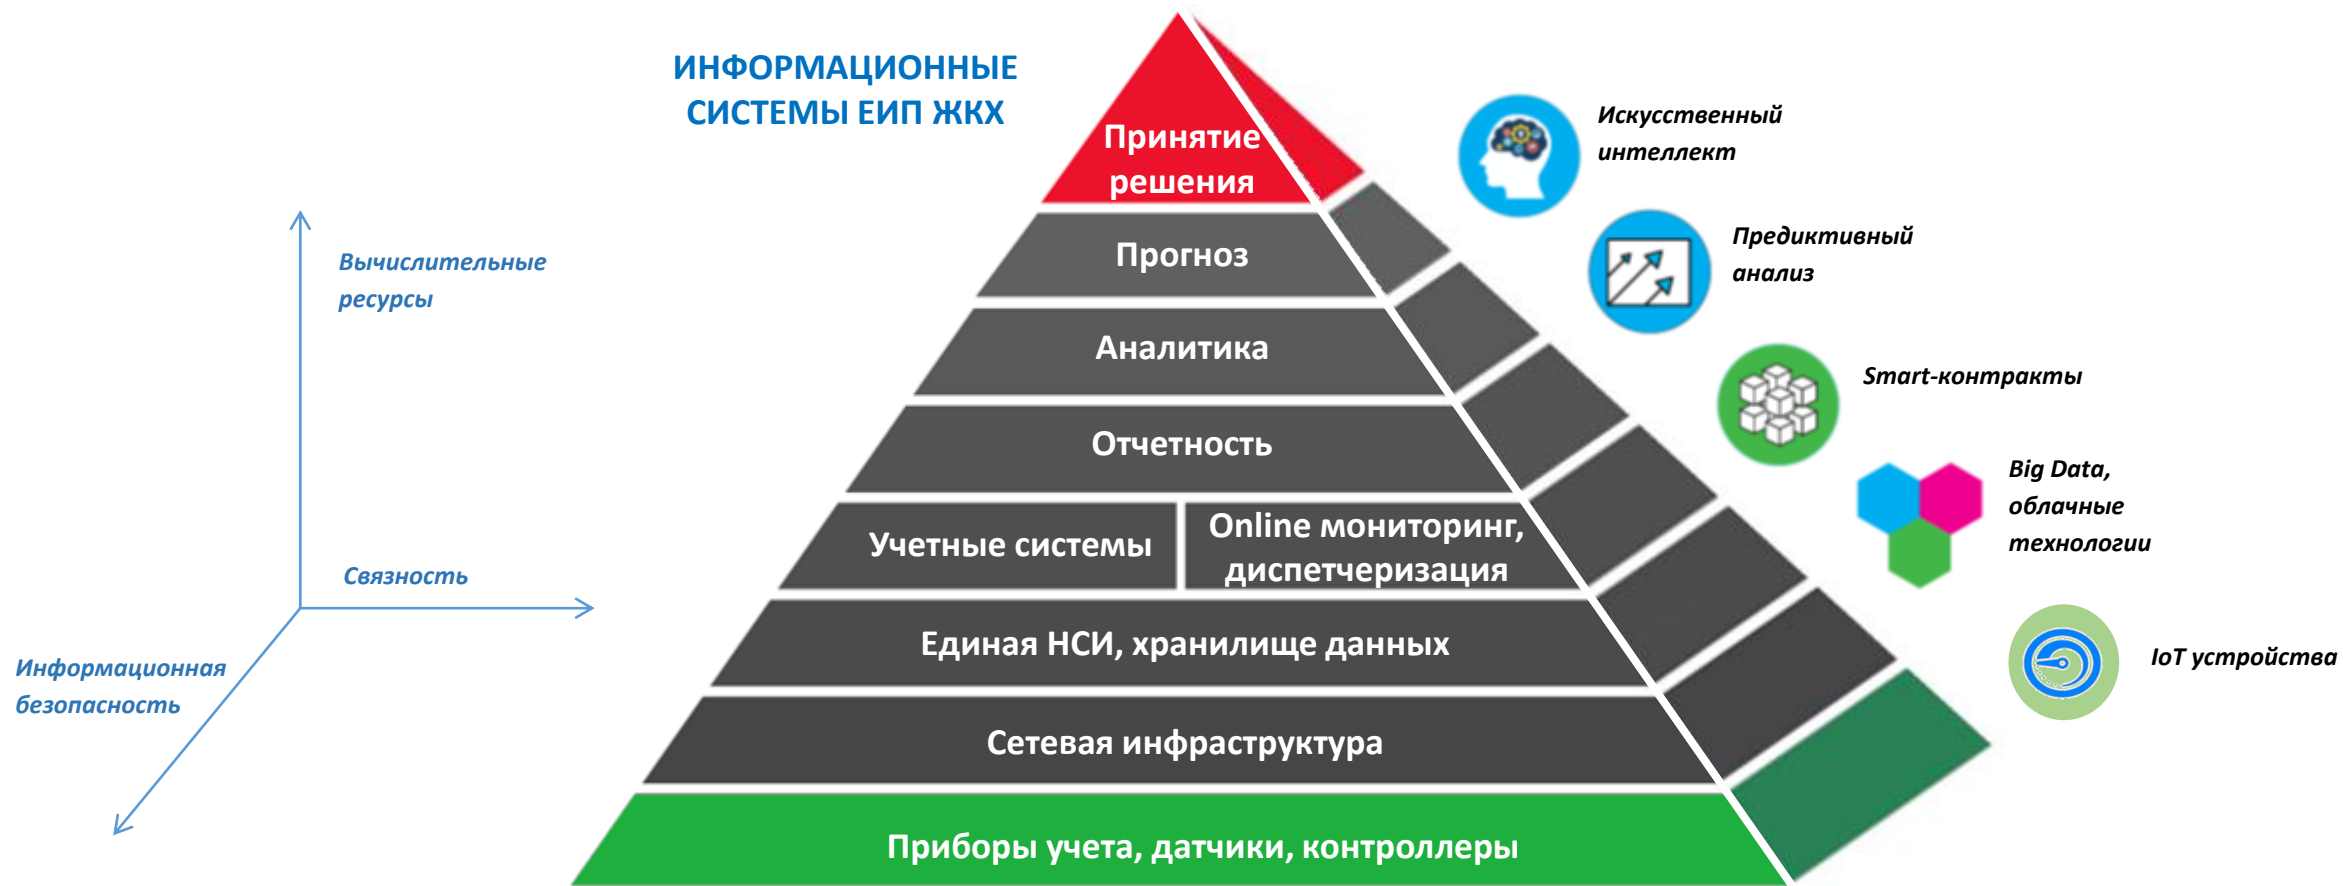 ИНФОРМАЦИОННЫЕ
СИСТЕМЫ ЕИП ЖКХ
Принятие
решения
Прогноз
Аналитика
Отчетность
Учетные системы
Online мониторинг,
диспетчеризация
Единая НСИ, хранилище данных
Сетевая инфраструктура
Приборы учета, датчики, контроллеры
Вычислительные
ресурсы
Связность
Информационная
безопасность
Искусственный
интеллект
Предиктивный
анализ
Smart-контракты
Big Data,
облачные
технологии
IoT устройства